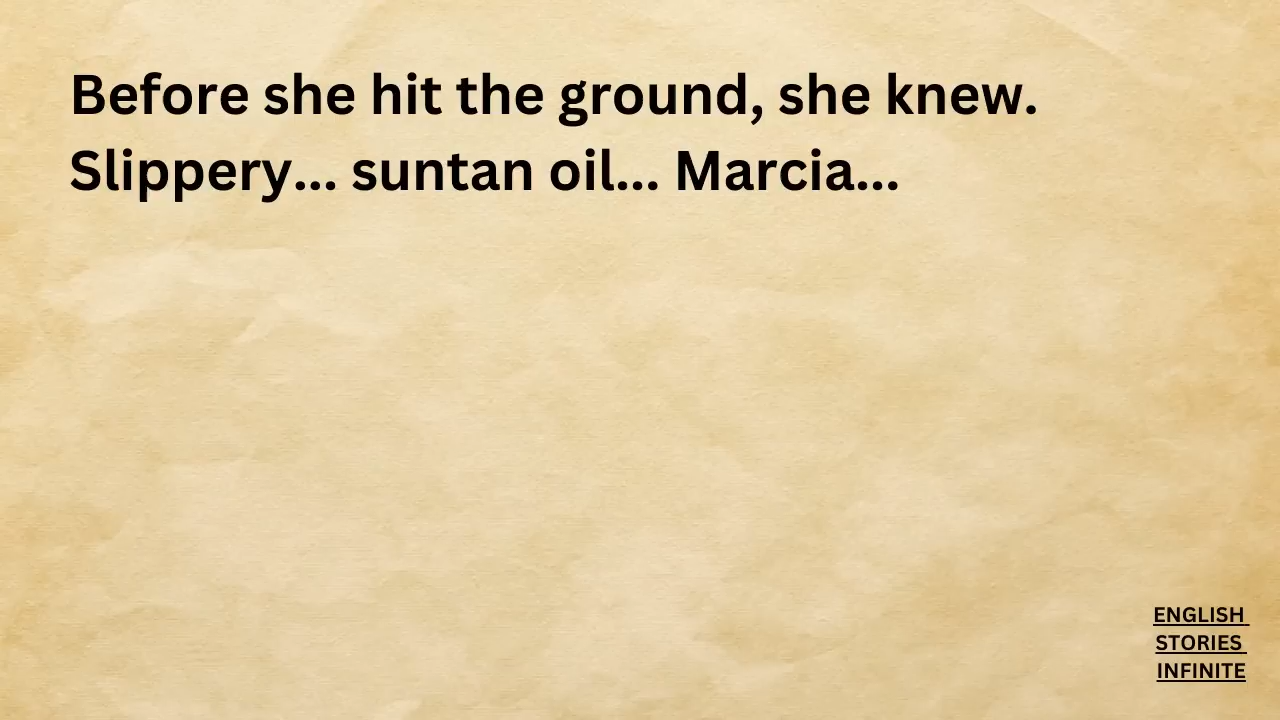 Before she hit the ground, she knew.
Slippery... suntan oil... Marcia...
ENGLISH
STORIES
INFINITE